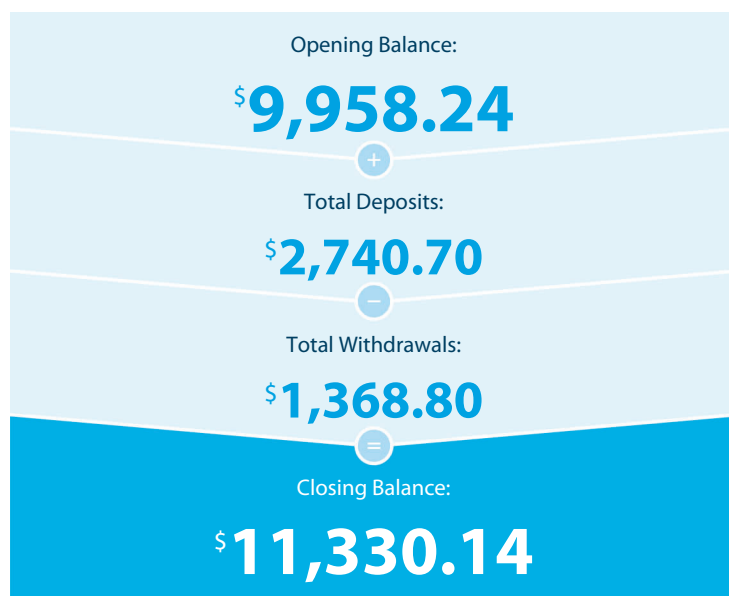 Opening Balance:
$9,958.24
+
Total Deposits:
$2,740.70
−
Total Withdrawals:
$1,368.80
=
Closing Balance:
$11,330.14